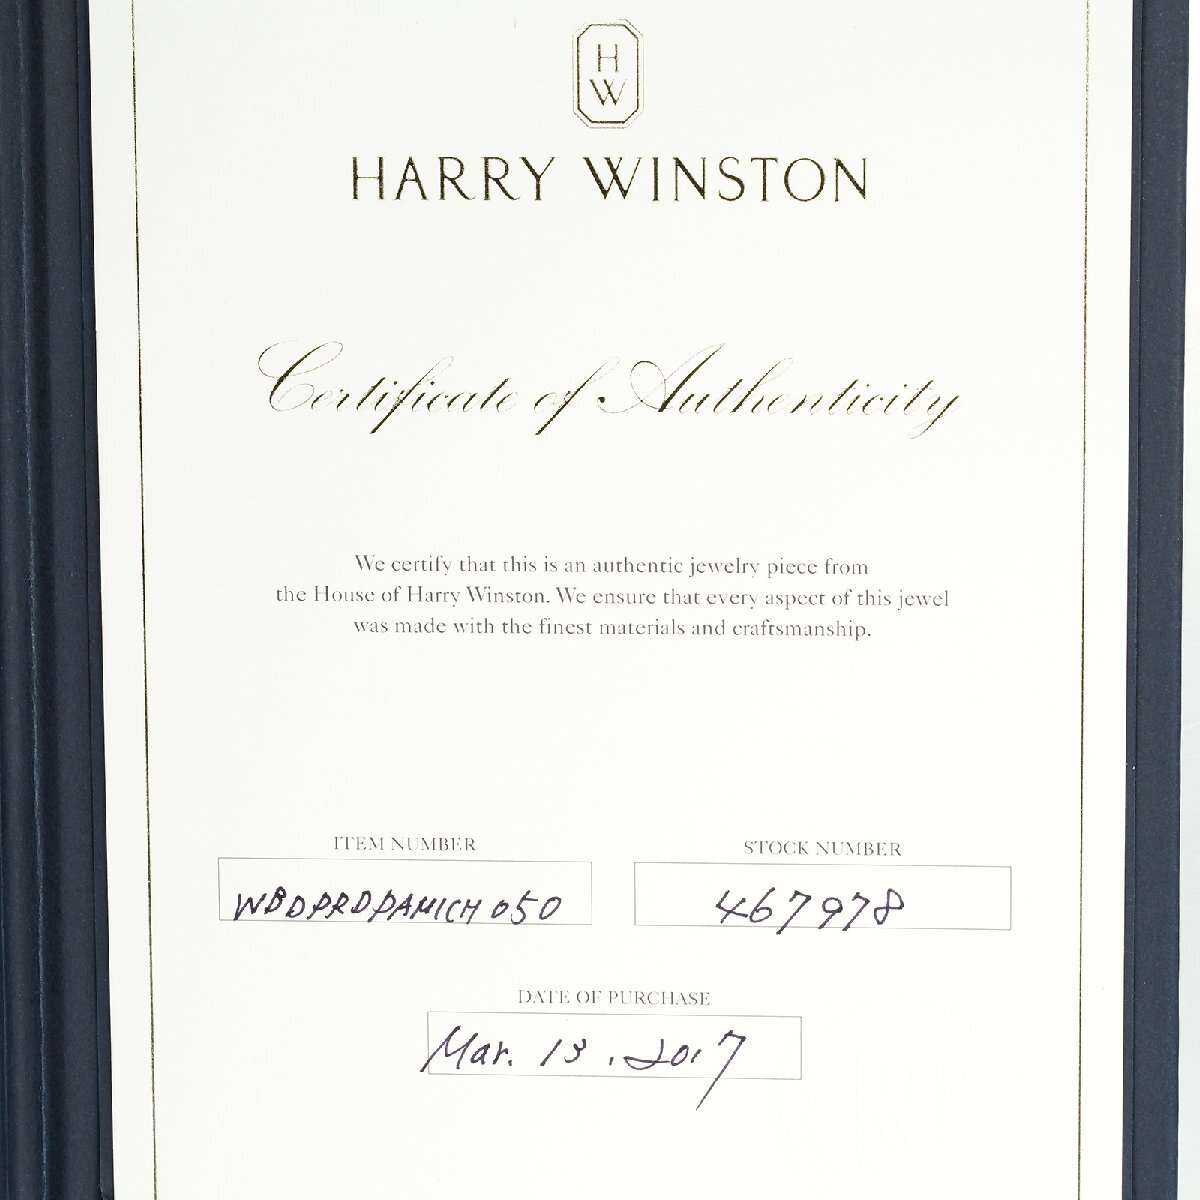 H
W
HARRY WINSTON
Certificate of Authenticity
We certify that this is an authentic jewelry piece from
the House of Harry Winston. We ensure that every aspect of this jewel
was made with the finest materials and craftsmanship.
ITEM NUMBER
WBDPRDPAMICH050
STOCK NUMBER
467978
DATE OF PURCHASE
Mar. 13, 2017